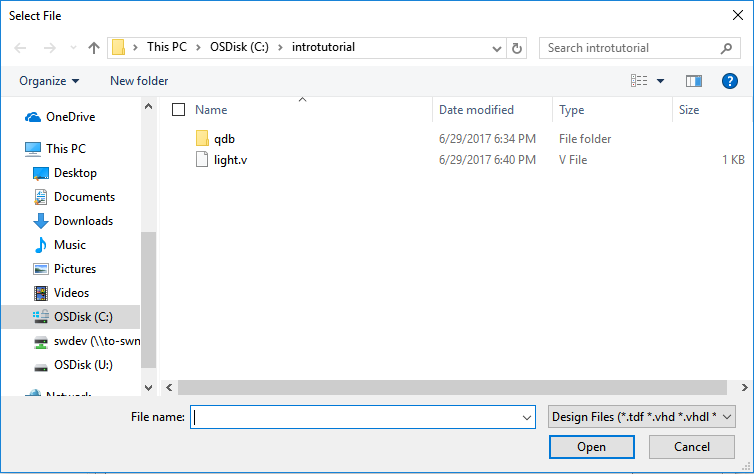 Select File
This PC > OSDisk (C:) > introtutorial
Search introtutorial
Organize
New folder
Name
Date modified
Type
Size
OneDrive
This PC
Desktop
Documents
Downloads
Music
Pictures
Videos
OSDisk (C:)
swdev (\\to-swn
OSDisk (U:)
Network
qdb 6/29/2017 6:34 PM File folder
light.v 6/29/2017 6:40 PM V File 1 KB
File name:
Design Files (*.tdf *.vhd *.vhdl *
Open
Cancel